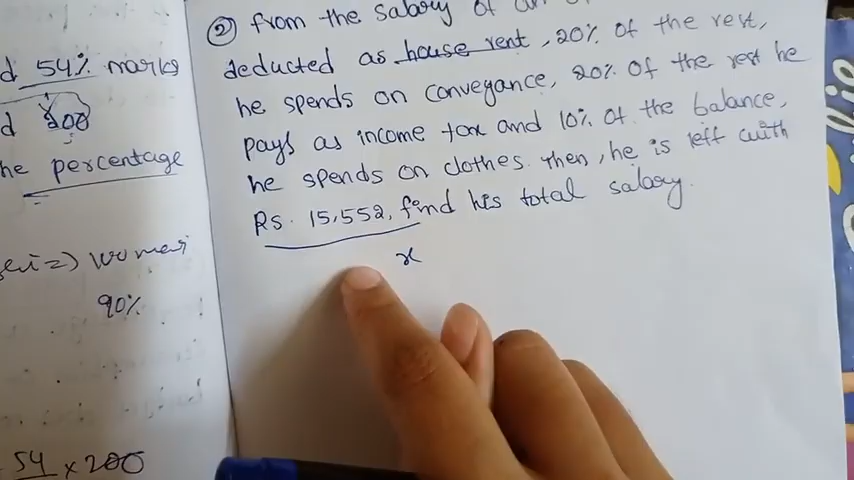 ② from the salary of an
deducted as house rent, 20% of the rest,
he spends on conveyance, 20% of the rest he
pays as income tax and 10% of the balance,
he spends on clothes. then, he is left with
Rs. 15,552. find his total salary.
x
d 54% marks
d 200
he percentage
90%
54 x 200